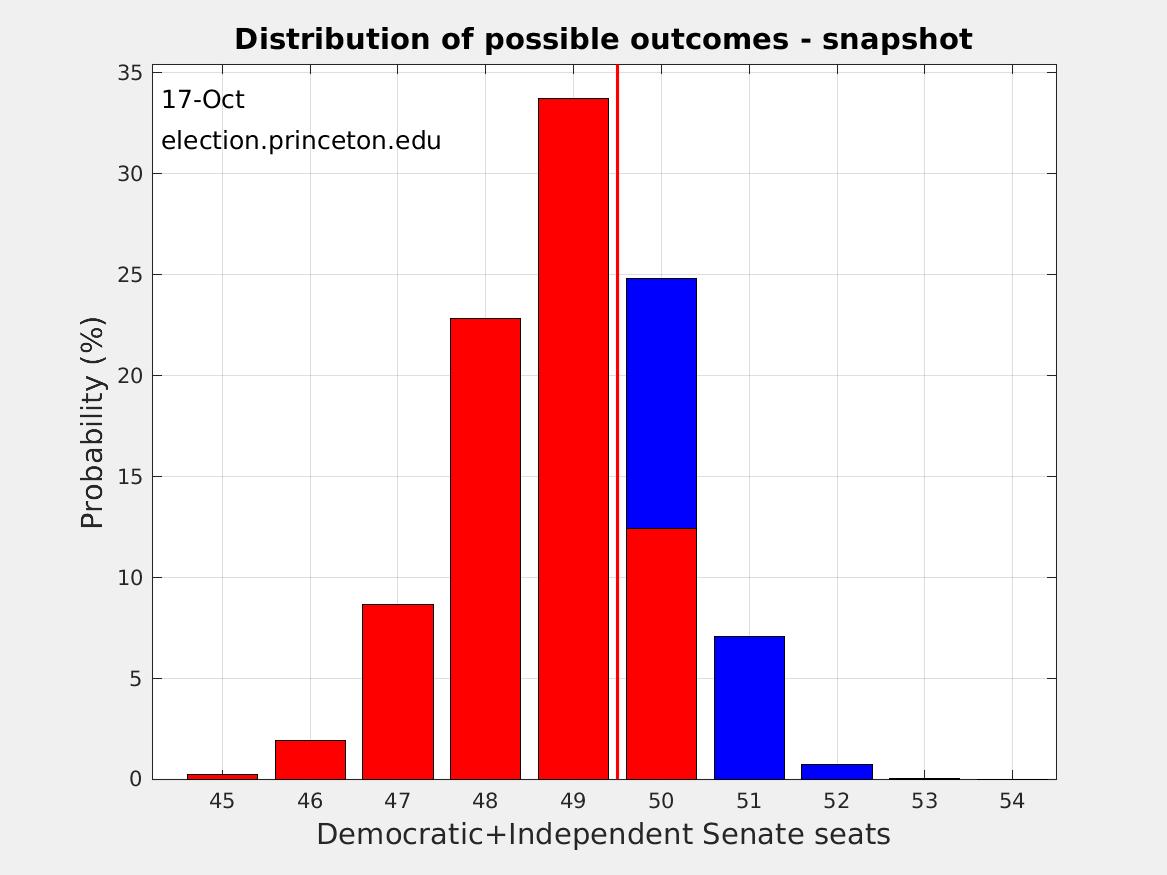 Distribution of possible outcomes - snapshot
17-Oct
election.princeton.edu
35
30
25
20
15
10
5
0
Probability (%)
45 46 47 48 49 50 51 52 53 54
Democratic+Independent Senate seats